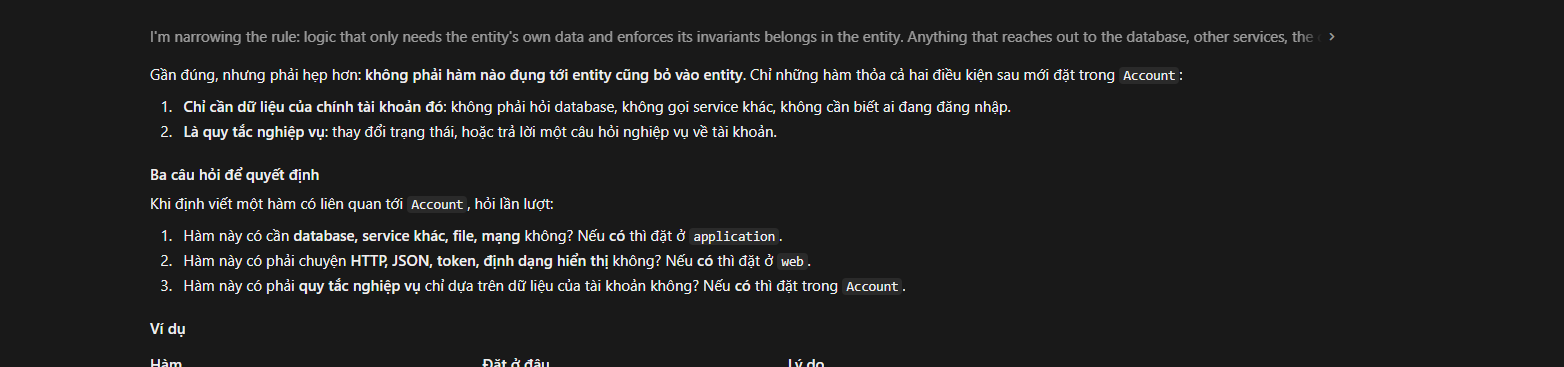 I'm narrowing the rule: logic that only needs the entity's own data and enforces its invariants belongs in the entity. Anything that reaches out to the database, other services, the
Gần đúng, nhưng phải hẹp hơn: không phải hàm nào đụng tới entity cũng bỏ vào entity. Chỉ những hàm thỏa cả hai điều kiện sau mới đặt trong Account:
1. Chỉ cần dữ liệu của chính tài khoản đó: không phải hỏi database, không gọi service khác, không cần biết ai đang đăng nhập.
2. Là quy tắc nghiệp vụ: thay đổi trạng thái, hoặc trả lời một câu hỏi nghiệp vụ về tài khoản.
Ba câu hỏi để quyết định
Khi định viết một hàm có liên quan tới Account, hỏi lần lượt:
1. Hàm này có cần database, service khác, file, mạng không? Nếu có thì đặt ở application.
2. Hàm này có phải chuyện HTTP, JSON, token, định dạng hiển thị không? Nếu có thì đặt ở web.
3. Hàm này có phải quy tắc nghiệp vụ chỉ dựa trên dữ liệu của tài khoản không? Nếu có thì đặt trong Account.
Ví dụ
Hàm Đặt ở đâu Lý do